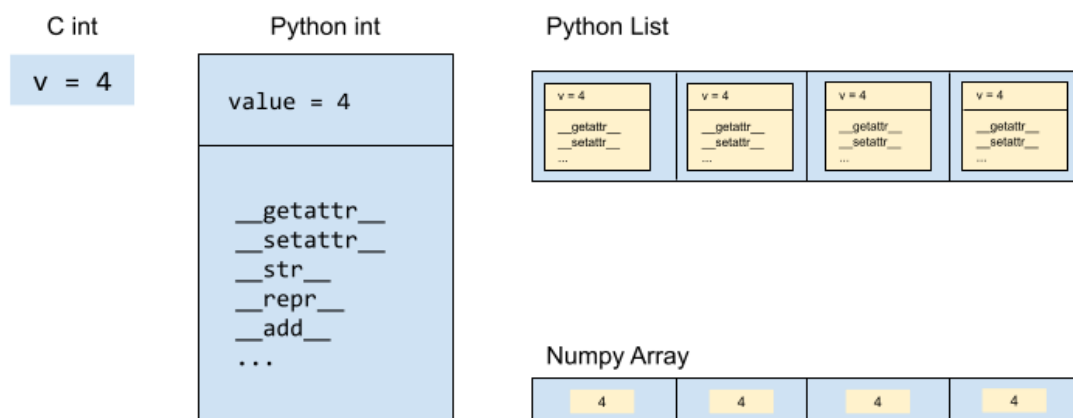 C int
v = 4
Python int
value = 4
__getattr__
__setattr__
__str__
__repr__
__add__
...
Python List
v = 4
__getattr__
__setattr__
...
v = 4
__getattr__
__setattr__
...
v = 4
__getattr__
__setattr__
...
v = 4
__getattr__
__setattr__
...
Numpy Array
4 4 4 4